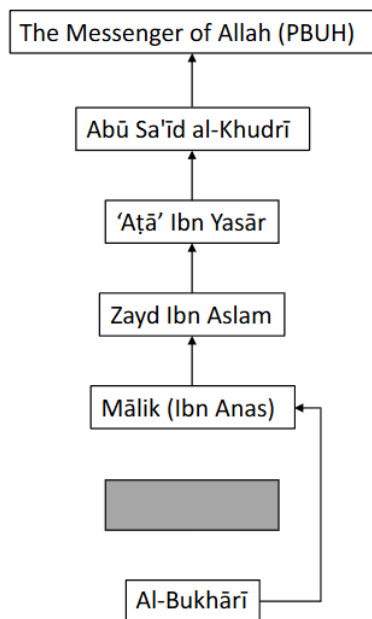 The Messenger of Allah (PBUH)
Abū Sa'īd al-Khudrī
‘Aṭā’ Ibn Yasār
Zayd Ibn Aslam
Mālik (Ibn Anas)
Al-Bukhārī